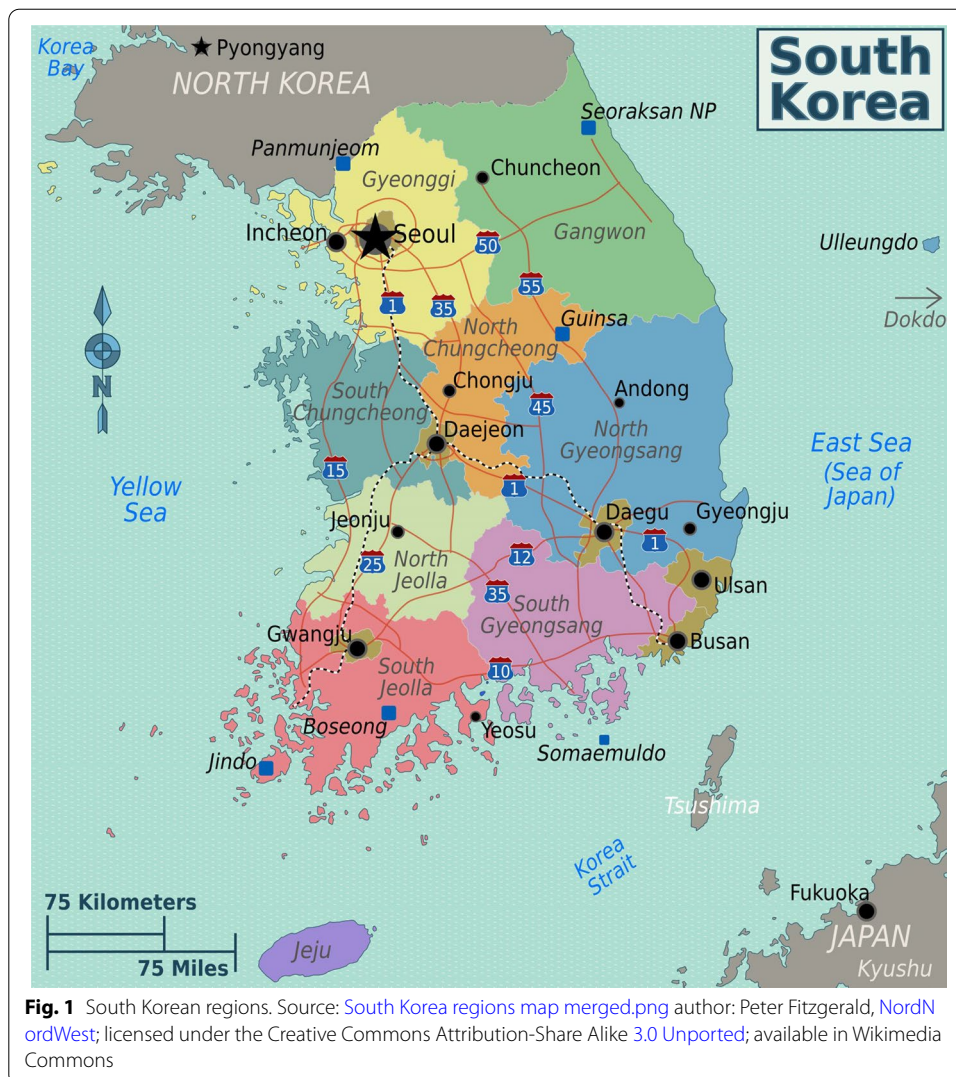 Korea
Bay
Pyongyang
NORTH KOREA
South
Korea
Seoraksan NP
Panmunjeom
Gyeonggi
Chuncheon
Incheon
Seoul
50
Gangwon
Ulleungdo
55
1
35
Dokdo
North
Chungcheong
Guinsa
N
South
Chungcheong
Chongju
Andong
45
Daejeon
North
Gyeongsang
East Sea
(Sea of
Japan)
15
Yellow
Sea
1
Jeonju
Daegu
Gyeongju
1
25
North
Jeolla
12
35
South
Gyeongsang
Ulsan
Gwangju
Busan
South
Jeolla
10
Boseong
Yeosu
Somaemuldo
Jindo
Tsushima
Korea
Strait
75 Kilometers
75 Miles
Jeju
Fukuoka
JAPAN
Kyushu
Fig. 1 South Korean regions. Source: South Korea regions map merged.png author: Peter Fitzgerald, NordN
ordWest; licensed under the Creative Commons Attribution-Share Alike 3.0 Unported; available in Wikimedia
Commons